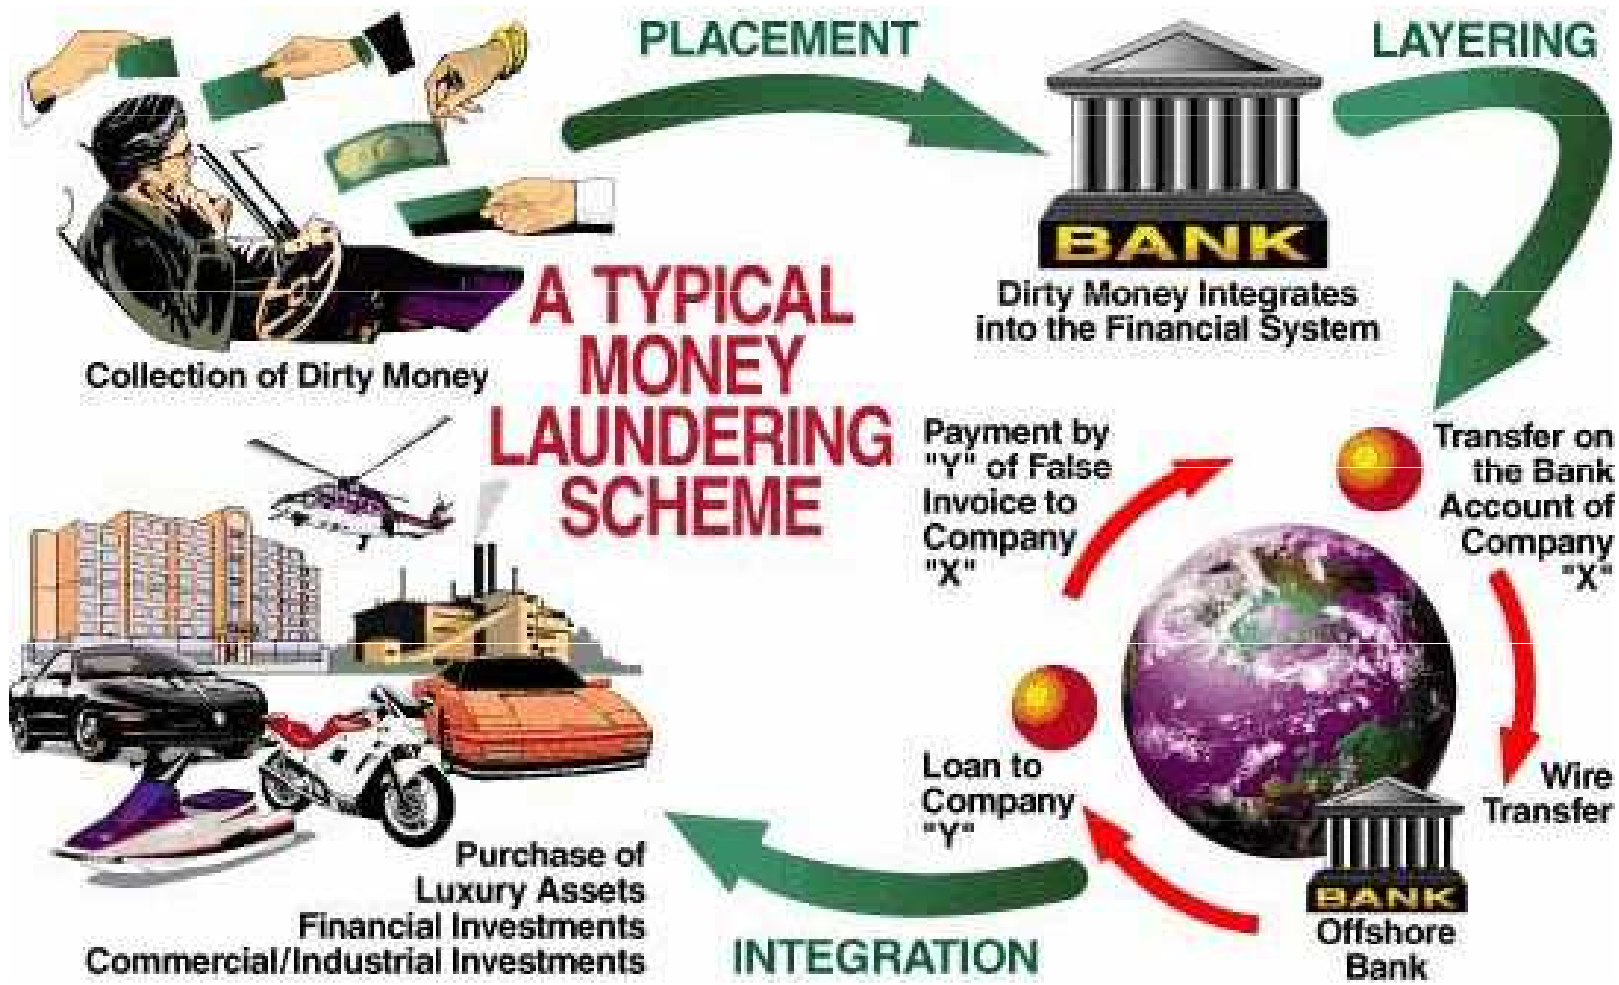 PLACEMENT
LAYERING
BANK
Dirty Money Integrates
into the Financial System
Collection of Dirty Money
A TYPICAL
MONEY
LAUNDERING
SCHEME
Payment by
"Y" of False
Invoice to
Company
"X"
Transfer on
the Bank
Account of
Company
"X"
Wire
Transfer
Loan to
Company
"Y"
BANK
Offshore
Bank
Purchase of
Luxury Assets
Financial Investments
Commercial/Industrial Investments
INTEGRATION